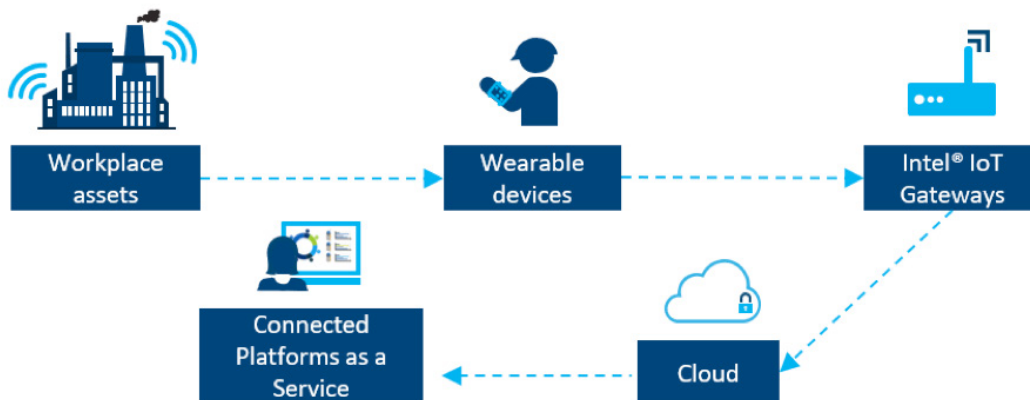 Workplace
assets
Wearable
devices
Intel® IoT
Gateways
Connected
Platforms as a
Service
Cloud